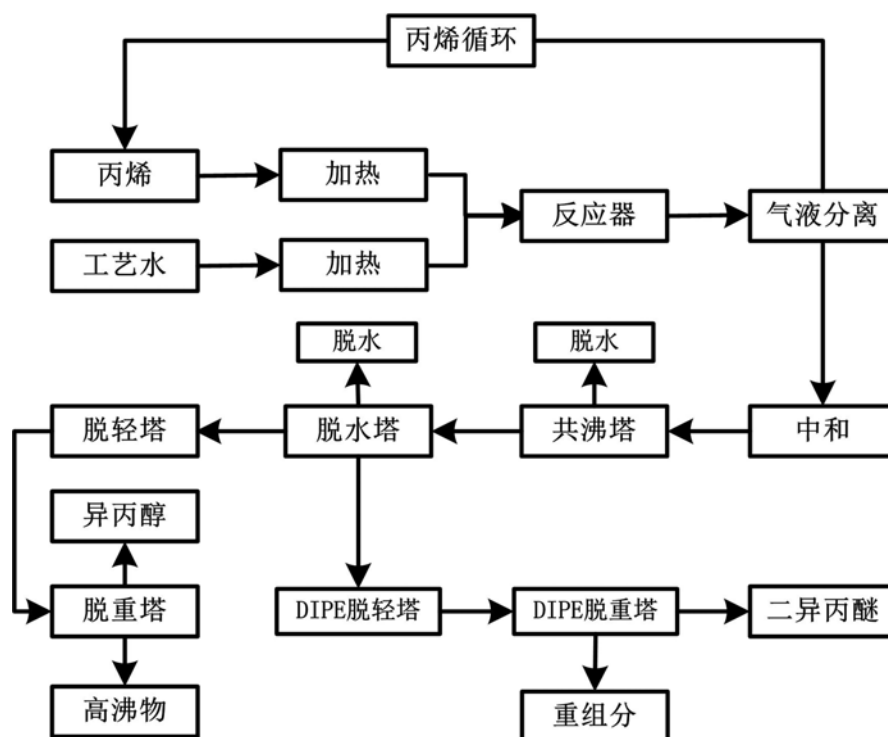 丙烯循环
丙烯
加热
反应器
气液分离
工艺水
加热
脱水
脱水
脱轻塔
脱水塔
共沸塔
中和
异丙醇
脱重塔
DIPE脱轻塔
DIPE脱重塔
二异丙醚
高沸物
重组分